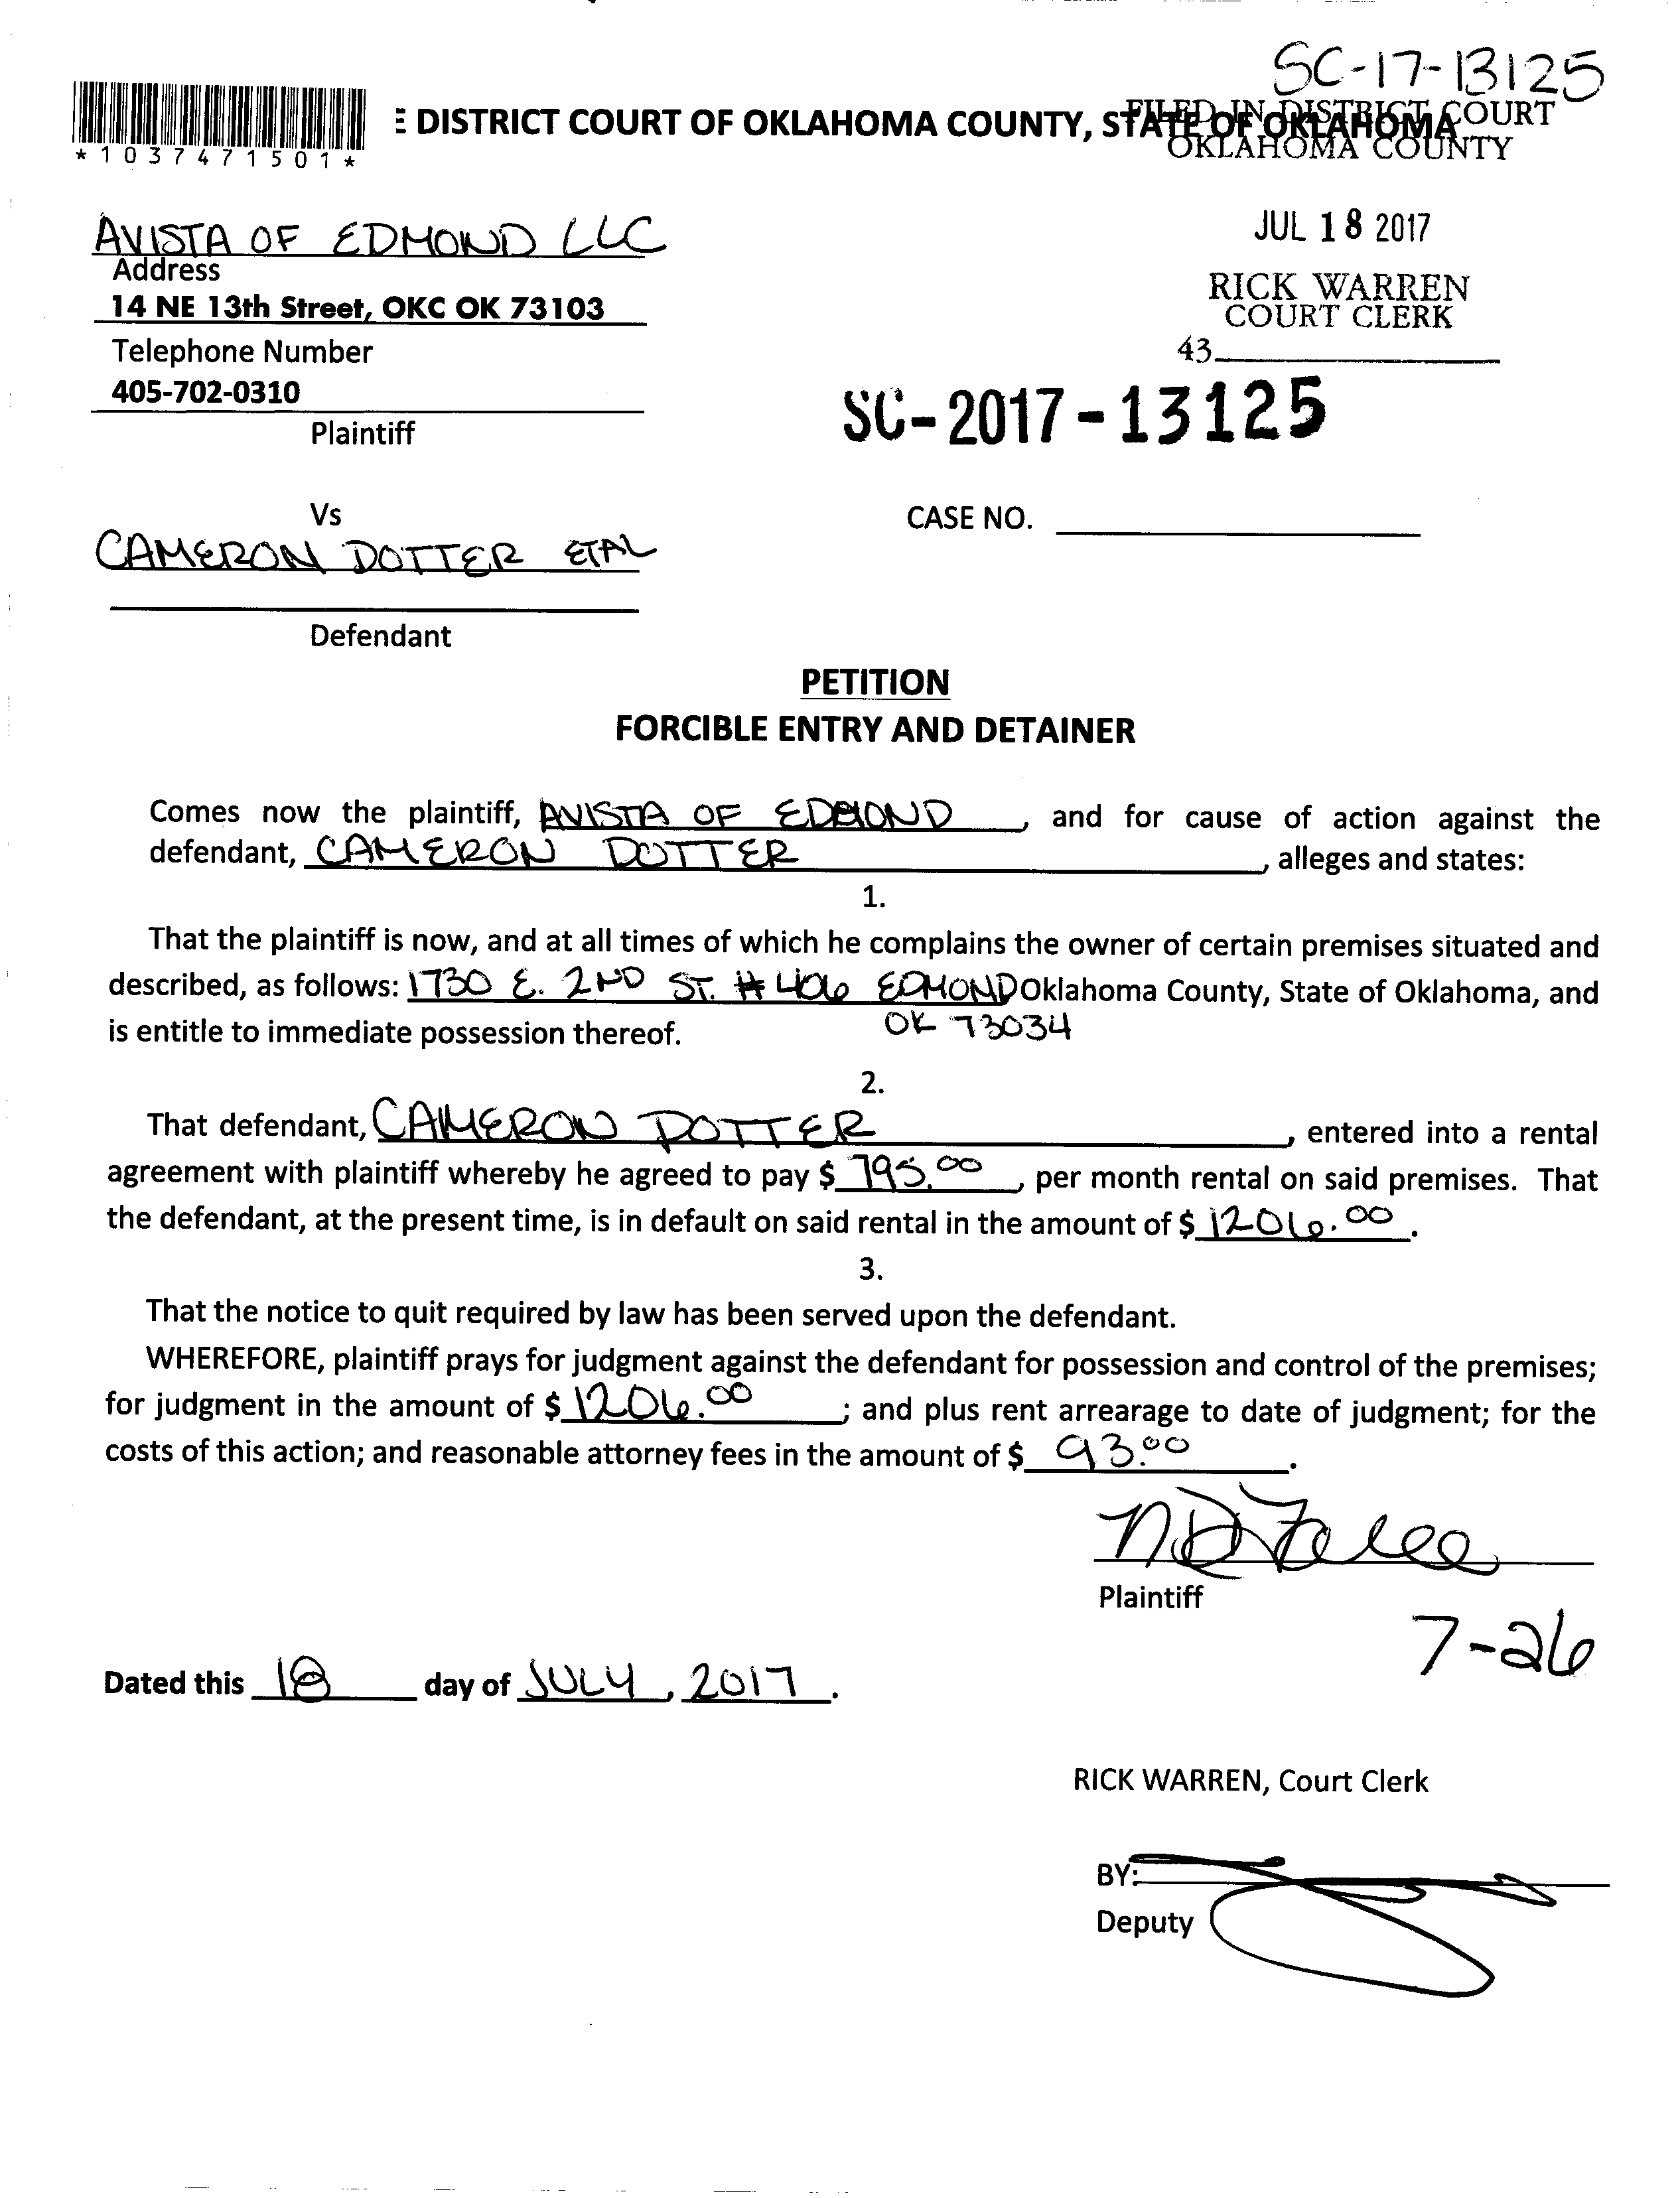 SC-17-13125
E DISTRICT COURT OF OKLAHOMA COUNTY, STATE OF OKLAHOMA
FILED IN DISTRICT COURT
OKLAHOMA COUNTY
*1037471501*
JUL 18 2017
RICK WARREN
COURT CLERK
43
SC-2017-13125
AVISTA OF EDMOND LLC
Address
14 NE 13th Street, OKC OK 73103
Telephone Number
405-702-0310
Plaintiff
Vs
CASE NO.
CAMERON DOTTER ETAL
Defendant
PETITION
FORCIBLE ENTRY AND DETAINER
Comes now the plaintiff, AVISTA OF EDMOND, and for cause of action against the
defendant, CAMERON DOTTER, alleges and states:
1.
That the plaintiff is now, and at all times of which he complains the owner of certain premises situated and
described, as follows: 1730 E. 2ND ST. #406 EDMOND Oklahoma County, State of Oklahoma, and
OK 73034
is entitle to immediate possession thereof.
2.
That defendant, CAMERON DOTTER, entered into a rental
agreement with plaintiff whereby he agreed to pay $ 795.00, per month rental on said premises. That
the defendant, at the present time, is in default on said rental in the amount of $ 1206.00.
3.
That the notice to quit required by law has been served upon the defendant.
WHEREFORE, plaintiff prays for judgment against the defendant for possession and control of the premises;
for judgment in the amount of $ 1206.00; and plus rent arrearage to date of judgment; for the
costs of this action; and reasonable attorney fees in the amount of $ 93.00.
Plaintiff
7-26
Dated this 18 day of JULY, 2017.
RICK WARREN, Court Clerk
BY:
Deputy